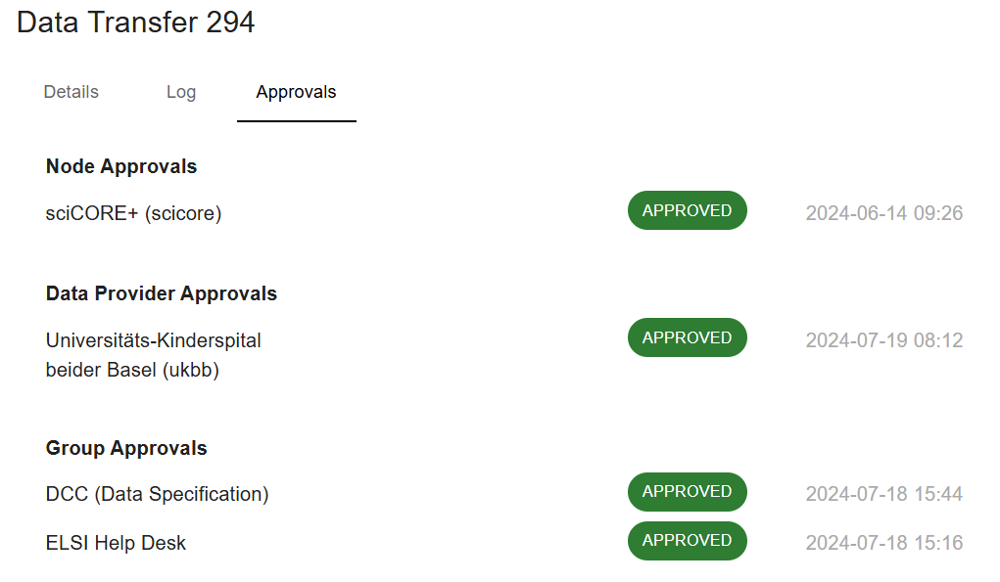 Data Transfer 294
Details Log Approvals
Node Approvals
sciCORE+ (scicore) APPROVED 2024-06-14 09:26
Data Provider Approvals
Universitäts-Kinderspital APPROVED 2024-07-19 08:12
beider Basel (ukbb)
Group Approvals
DCC (Data Specification) APPROVED 2024-07-18 15:44
ELSI Help Desk APPROVED 2024-07-18 15:16